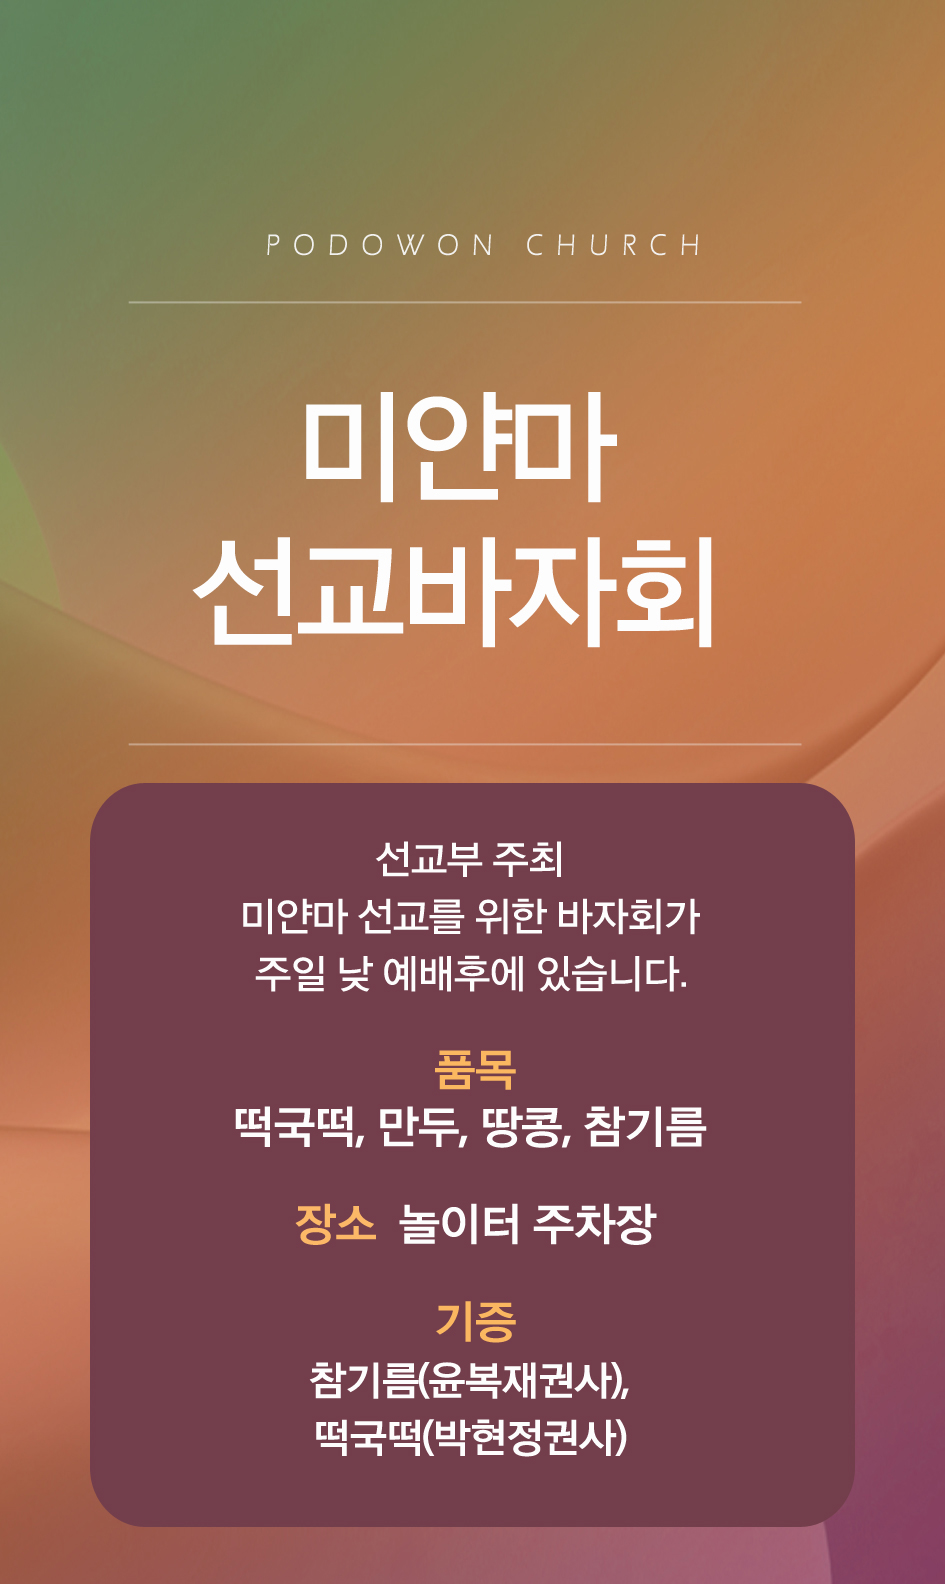 PODOWON CHURCH
미얀마
선교바자회
선교부 주최
미얀마 선교를 위한 바자회가
주일 낮 예배후에 있습니다.
품목
떡국떡, 만두, 땅콩, 참기름
장소 놀이터 주차장
기증
참기름(윤복재권사),
떡국떡(박현정권사)